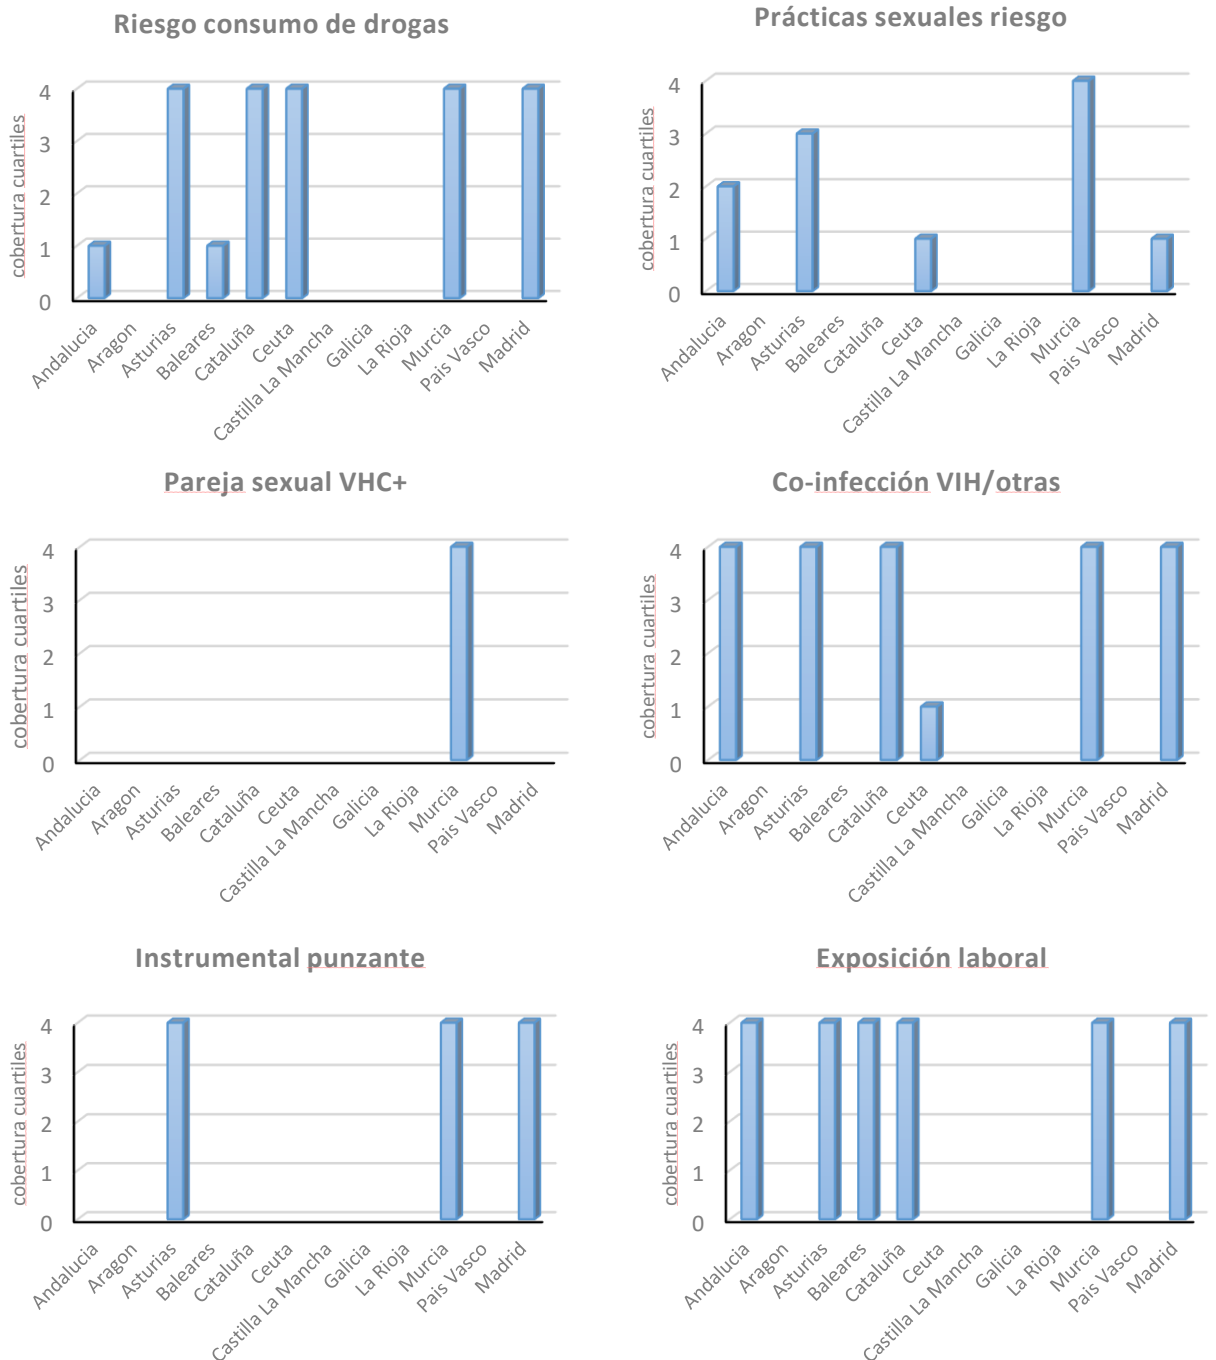 Riesgo consumo de drogas
cobertura cuartiles
4
3
2
1
0
Andalucia
Aragon
Asturias
Baleares
Cataluña
Ceuta
Castilla La Mancha
Galicia
La Rioja
Murcia
Pais Vasco
Madrid
Prácticas sexuales riesgo
cobertura cuartiles
4
3
2
1
0
Andalucia
Aragon
Asturias
Baleares
Cataluña
Ceuta
Castilla La Mancha
Galicia
La Rioja
Murcia
Pais Vasco
Madrid
Pareja sexual VHC+
cobertura cuartiles
4
3
2
1
0
Andalucia
Aragon
Asturias
Baleares
Cataluña
Ceuta
Castilla La Mancha
Galicia
La Rioja
Murcia
Pais Vasco
Madrid
Co-infección VIH/otras
cobertura cuartiles
4
3
2
1
0
Andalucia
Aragon
Asturias
Baleares
Cataluña
Ceuta
Castilla La Mancha
Galicia
La Rioja
Murcia
Pais Vasco
Madrid
Instrumental punzante
cobertura cuartiles
4
3
2
1
0
Andalucia
Aragon
Asturias
Baleares
Cataluña
Ceuta
Castilla La Mancha
Galicia
La Rioja
Murcia
Pais Vasco
Madrid
Exposición laboral
cobertura cuartiles
4
3
2
1
0
Andalucia
Aragon
Asturias
Baleares
Cataluña
Ceuta
Castilla La Mancha
Galicia
La Rioja
Murcia
Pais Vasco
Madrid